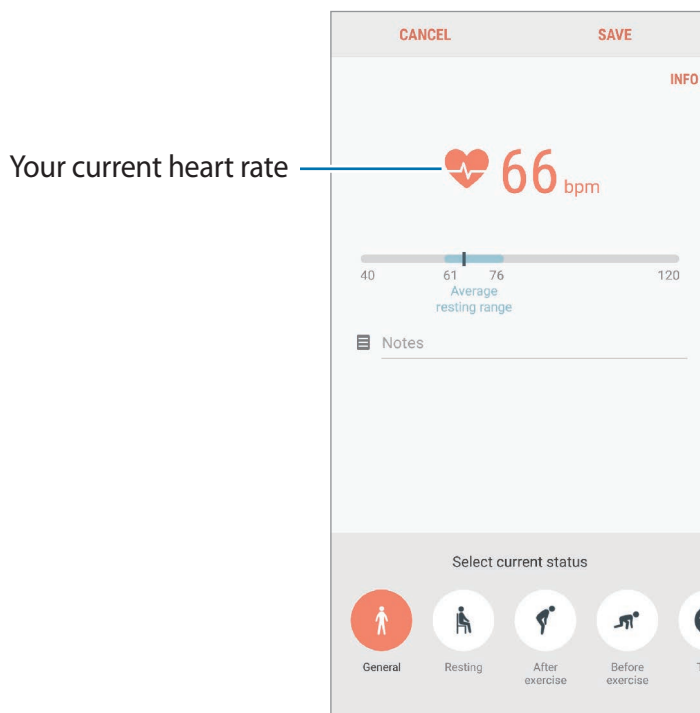 CANCEL SAVE
INFO
Your current heart rate
66 bpm
40 61 76 120
Average
resting range
Notes
Select current status
General Resting After Before
exercise exercise